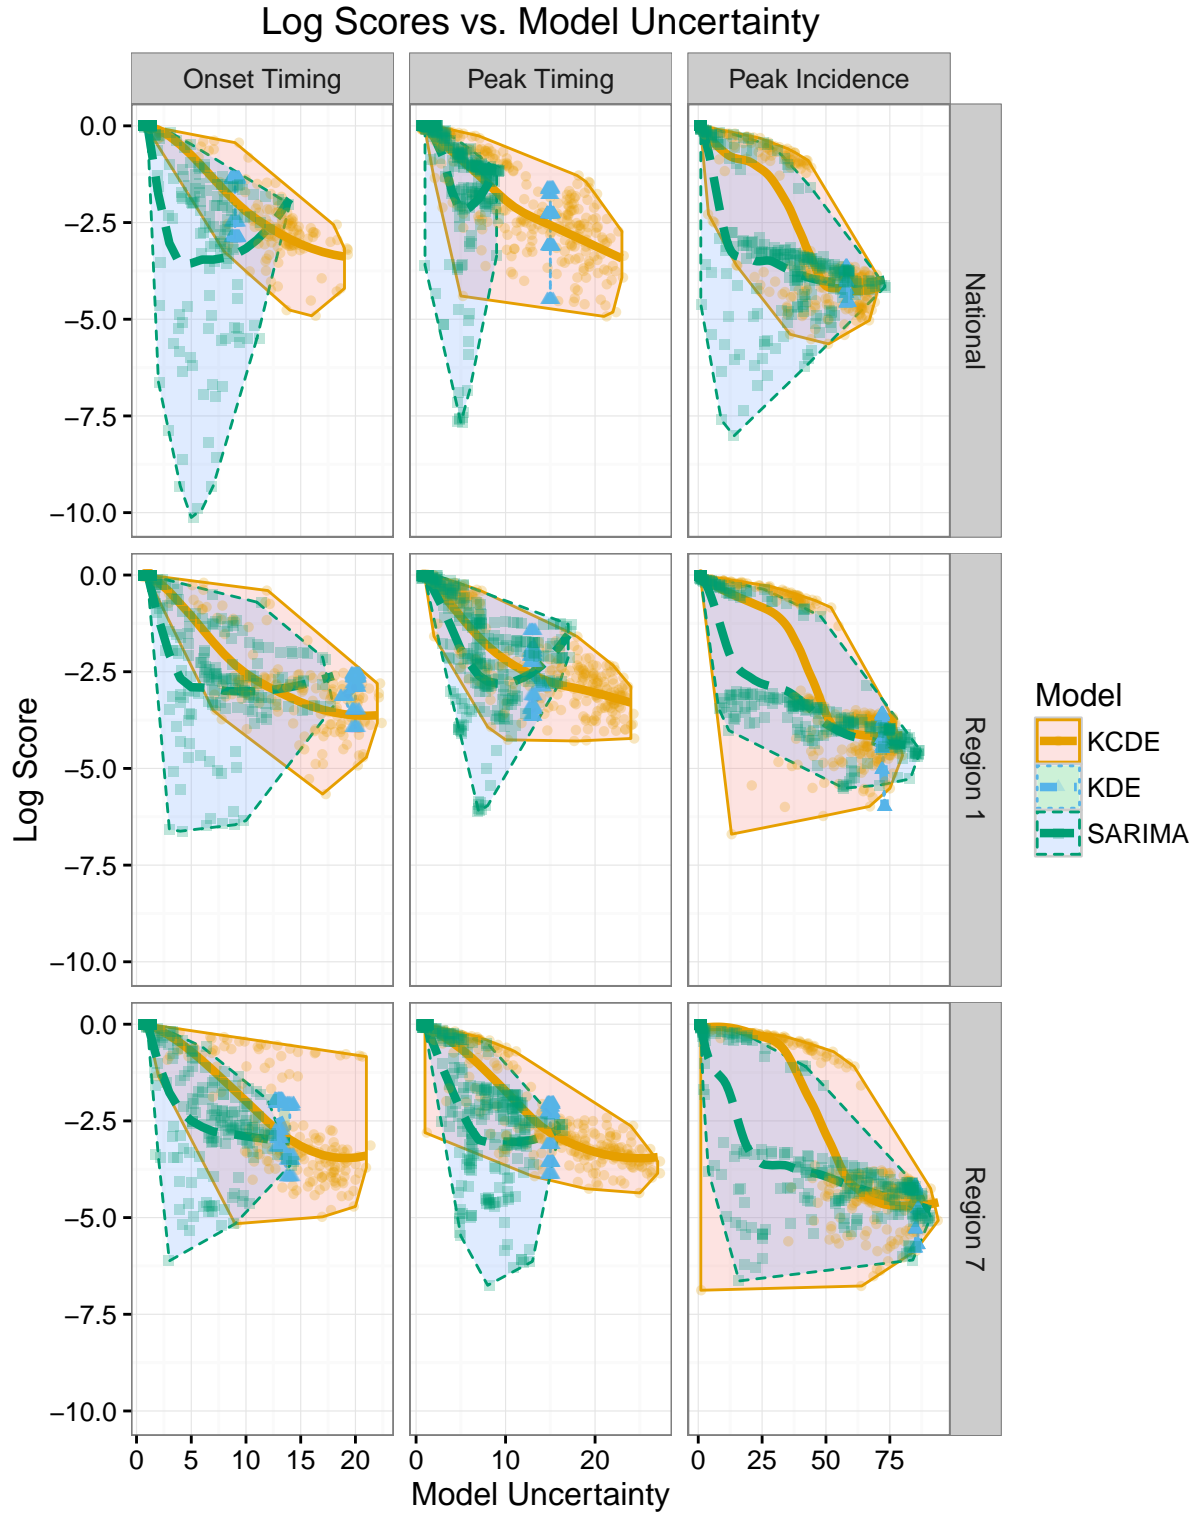 Log Scores vs. Model Uncertainty
Onset Timing
Peak Timing
Peak Incidence
0.0
−2.5
−5.0
−7.5
−10.0
National
0.0
−2.5
−5.0
−7.5
−10.0
Region 1
0.0
−2.5
−5.0
−7.5
−10.0
Region 7
Log Score
0 5 10 15 20
0 10 20
0 25 50 75
Model Uncertainty
Model
KCDE
KDE
SARIMA